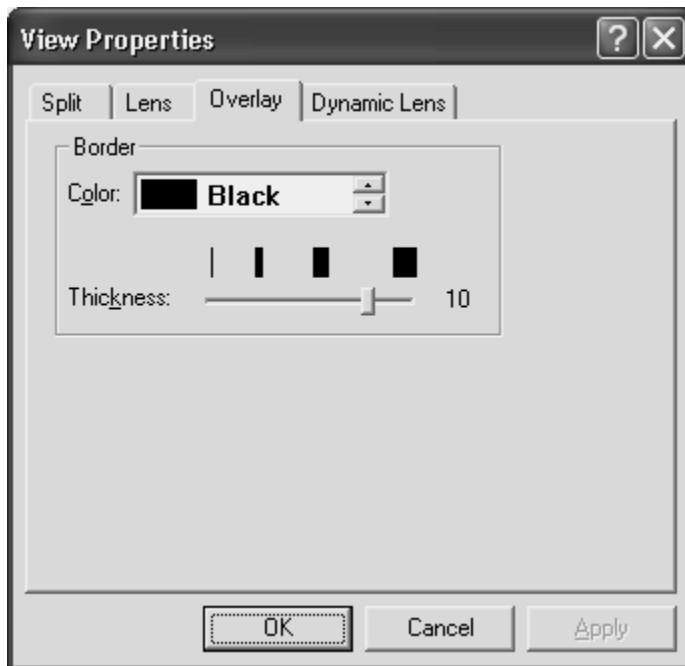 View Properties
Split Lens Overlay Dynamic Lens
Border
Color: Black
Thickness: 10
OK Cancel Apply